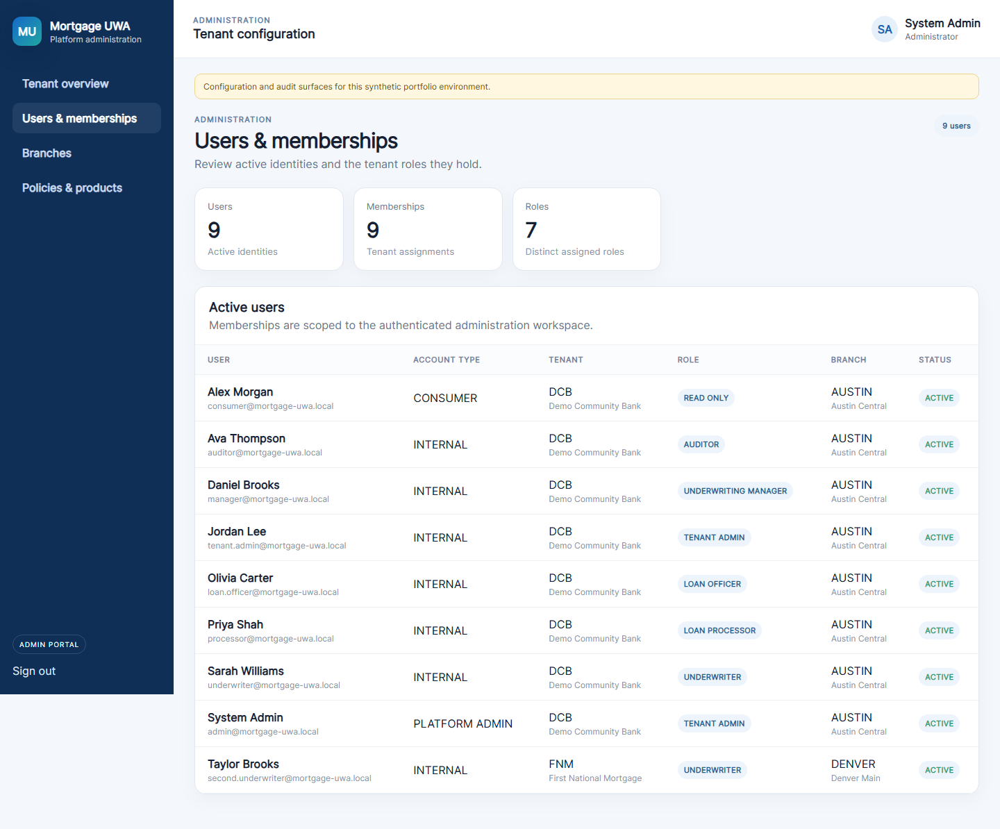 MU
Mortgage UWA
Platform administration
Tenant overview
Users & memberships
Branches
Policies & products
ADMIN PORTAL
Sign out
ADMINISTRATION
Tenant configuration
SA
System Admin
Administrator
Configuration and audit surfaces for this synthetic portfolio environment.
ADMINISTRATION
Users & memberships
Review active identities and the tenant roles they hold.
9 users
Users
9
Active identities
Memberships
9
Tenant assignments
Roles
7
Distinct assigned roles
Active users
Memberships are scoped to the authenticated administration workspace.
USER ACCOUNT TYPE TENANT ROLE BRANCH STATUS
Alex Morgan
consumer@mortgage-uwa.local
CONSUMER
DCB
Demo Community Bank
READ ONLY
AUSTIN
Austin Central
ACTIVE
Ava Thompson
auditor@mortgage-uwa.local
INTERNAL
DCB
Demo Community Bank
AUDITOR
AUSTIN
Austin Central
ACTIVE
Daniel Brooks
manager@mortgage-uwa.local
INTERNAL
DCB
Demo Community Bank
UNDERWRITING MANAGER
AUSTIN
Austin Central
ACTIVE
Jordan Lee
tenant.admin@mortgage-uwa.local
INTERNAL
DCB
Demo Community Bank
TENANT ADMIN
AUSTIN
Austin Central
ACTIVE
Olivia Carter
loan.officer@mortgage-uwa.local
INTERNAL
DCB
Demo Community Bank
LOAN OFFICER
AUSTIN
Austin Central
ACTIVE
Priya Shah
processor@mortgage-uwa.local
INTERNAL
DCB
Demo Community Bank
LOAN PROCESSOR
AUSTIN
Austin Central
ACTIVE
Sarah Williams
underwriter@mortgage-uwa.local
INTERNAL
DCB
Demo Community Bank
UNDERWRITER
AUSTIN
Austin Central
ACTIVE
System Admin
admin@mortgage-uwa.local
PLATFORM ADMIN
DCB
Demo Community Bank
TENANT ADMIN
AUSTIN
Austin Central
ACTIVE
Taylor Brooks
second.underwriter@mortgage-uwa.local
INTERNAL
FNM
First National Mortgage
UNDERWRITER
DENVER
Denver Main
ACTIVE